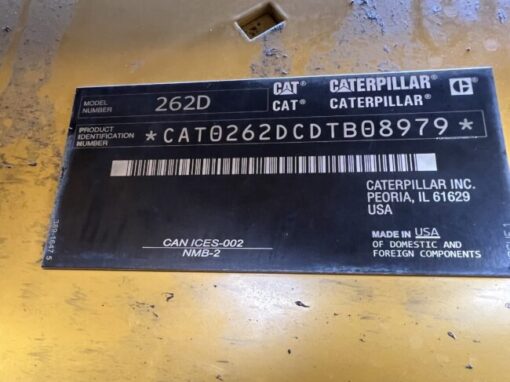 MODEL NUMBER 262D
CAT CATERPILLAR C
CAT® CATERPILLAR®
PRODUCT IDENTIFICATION NUMBER *CAT0262DCDTB08979*
CATERPILLAR INC.
PEORIA, IL 61629
USA
MADE IN USA
OF DOMESTIC AND
FOREIGN COMPONENTS
CAN ICES-002
NMB-2